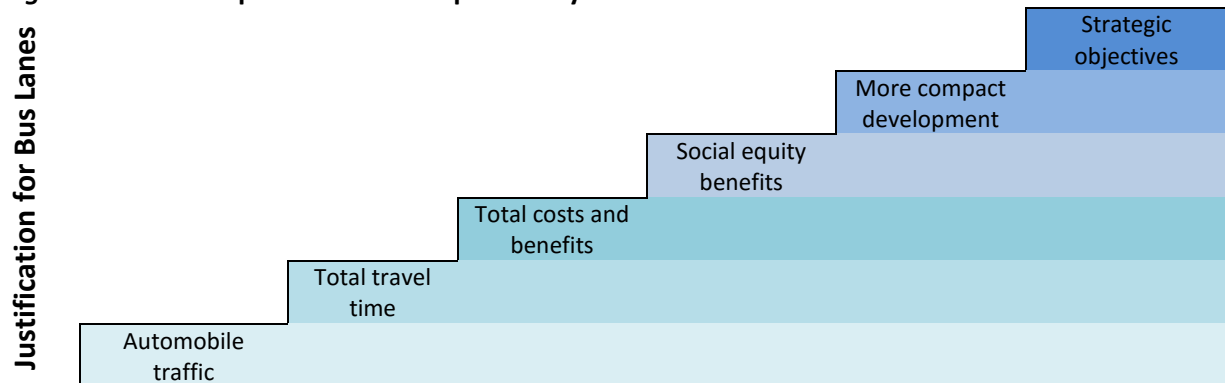 Justification for Bus Lanes
Strategic
objectives
More compact
development
Social equity
benefits
Total costs and
benefits
Total travel
time
Automobile
traffic